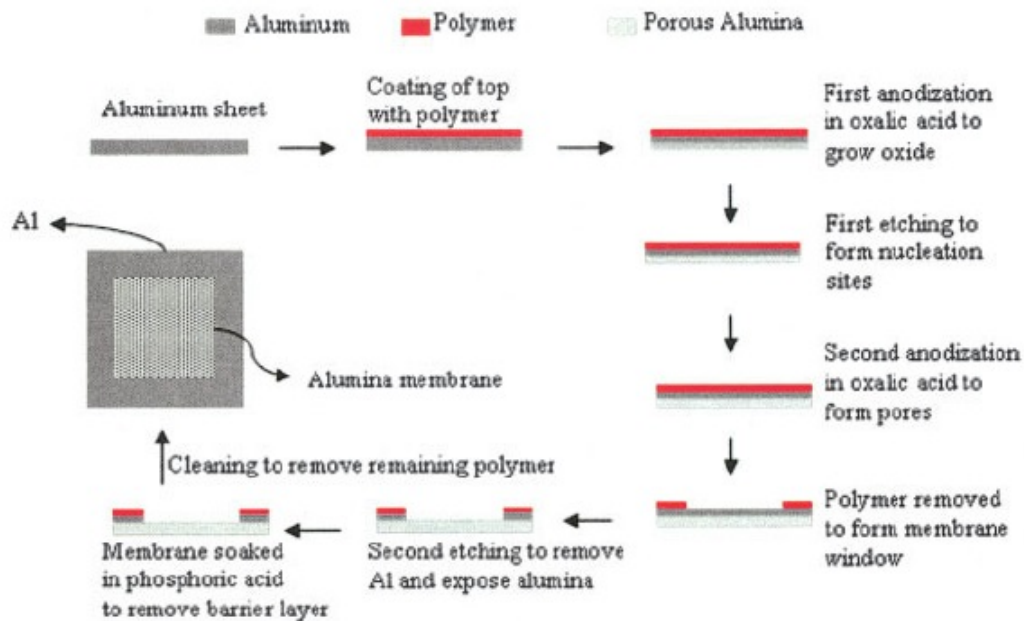 Aluminum Polymer Porous Alumina
Aluminum sheet
Coating of top
with polymer
First anodization
in oxalic acid to
grow oxide
Al
First etching to
form nucleation
sites
Alumina membrane
Second anodization
in oxalic acid to
form pores
Cleaning to remove remaining polymer
Polymer removed
to form membrane
window
Second etching to remove
Al and expose alumina
Membrane soaked
in phosphoric acid
to remove barrier layer